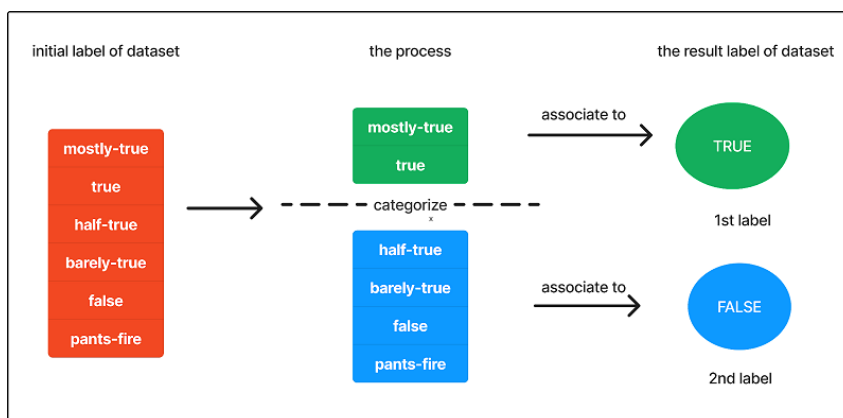 initial label of dataset
the process
the result label of dataset
mostly-true
true
half-true
barely-true
false
pants-fire
mostly-true
true
categorize
x
half-true
barely-true
false
pants-fire
associate to
TRUE
1st label
associate to
FALSE
2nd label